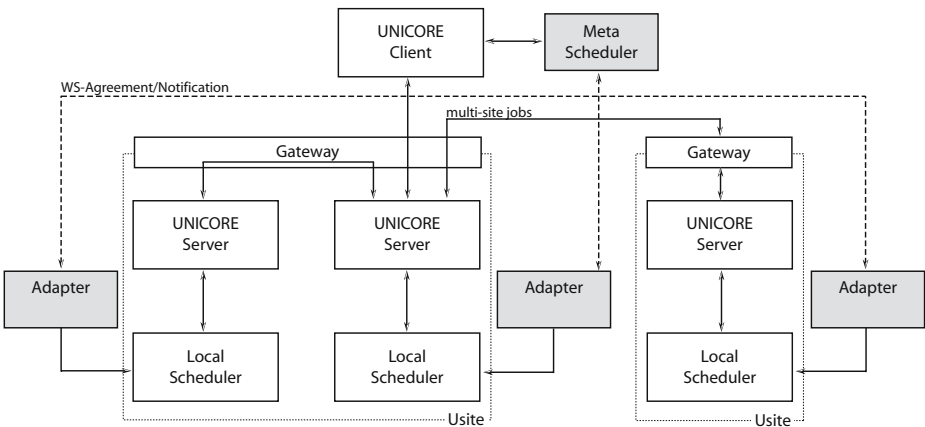 UNICORE
Client
Meta
Scheduler
WS-Agreement/Notification
multi-site jobs
Gateway
Gateway
UNICORE
Server
UNICORE
Server
UNICORE
Server
Adapter
Adapter
Adapter
Local
Scheduler
Local
Scheduler
Local
Scheduler
Usite
Usite